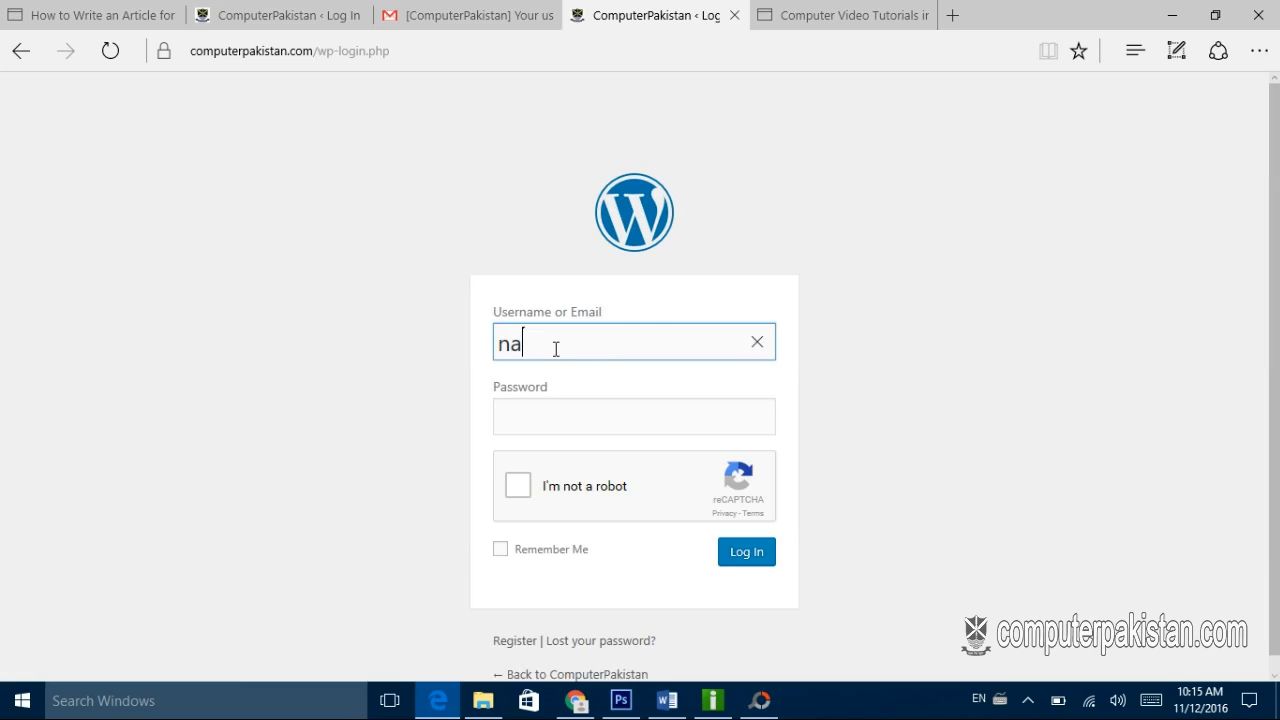 How to Write an Article for
ComputerPakistan ‹ Log In
[ComputerPakistan] Your us
ComputerPakistan ‹ Log
Computer Video Tutorials in
computerpakistan.com/wp-login.php
Username or Email
na
Password
I'm not a robot
reCAPTCHA
Privacy - Terms
Remember Me
Log In
Register | Lost your password?
← Back to ComputerPakistan
computerpakistan.com
Search Windows
EN
10:15 AM
11/12/2016